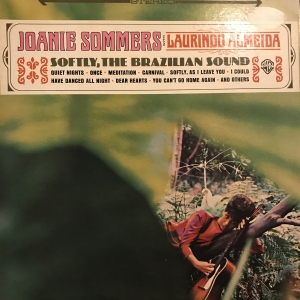 STEREO
JOANIE SOMMERS LAURINDO ALMEIDA
SOFTLY, THE BRAZILIAN SOUND
QUIET NIGHTS · ONCE · MEDITATION · CARNIVAL · SOFTLY, AS I LEAVE YOU · I COULD
HAVE DANCED ALL NIGHT · DEAR HEARTS · YOU CAN'T GO HOME AGAIN · AND OTHERS